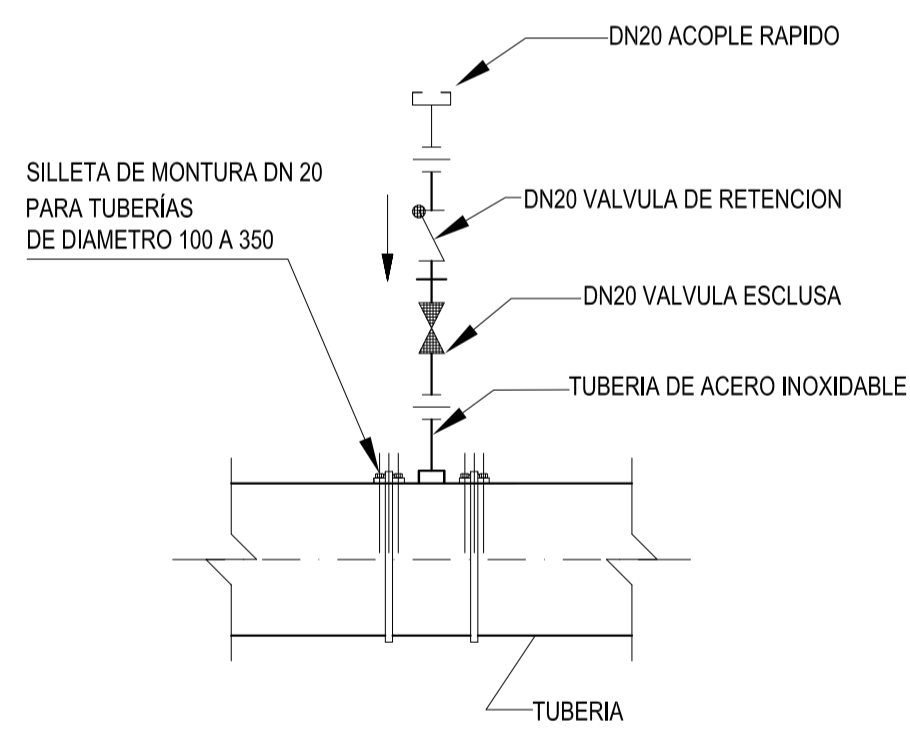 DN20 ACOPLE RAPIDO
SILLETA DE MONTURA DN 20
PARA TUBERÍAS
DE DIAMETRO 100 A 350
DN20 VALVULA DE RETENCION
DN20 VALVULA ESCLUSA
TUBERIA DE ACERO INOXIDABLE
TUBERIA